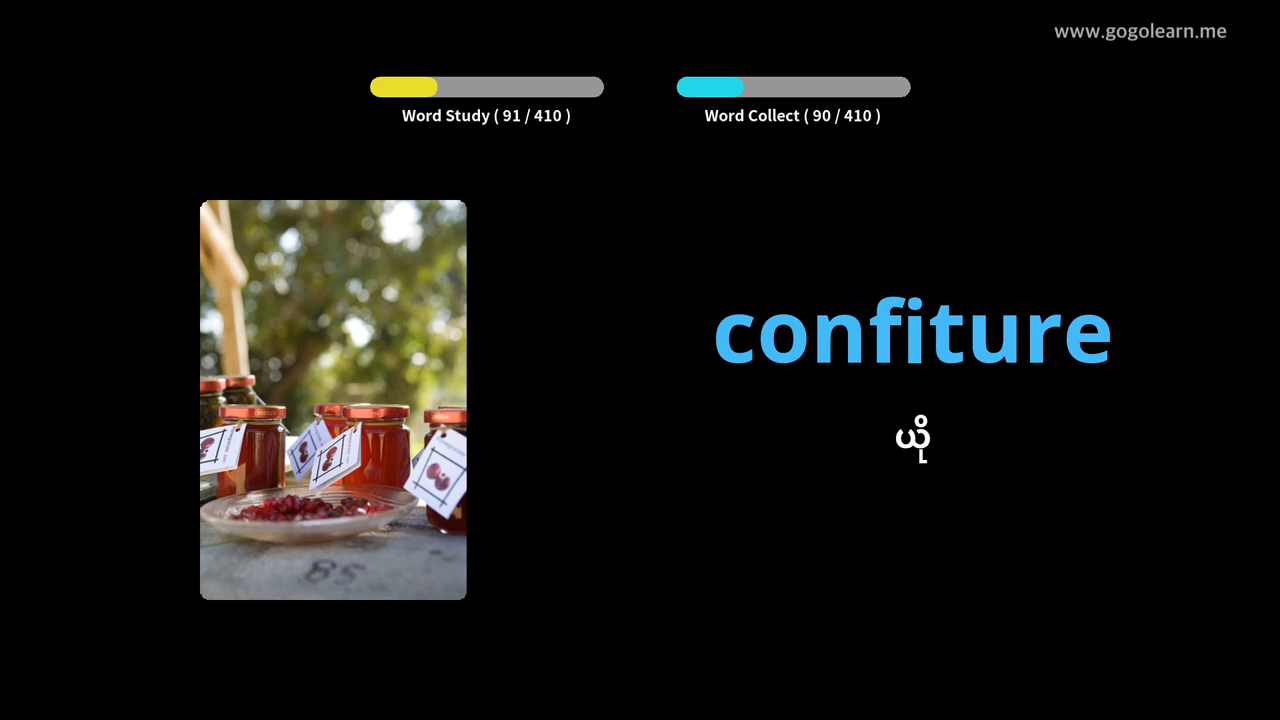 www.gogolearn.me
Word Study ( 91 / 410 )
Word Collect ( 90 / 410 )
confiture
ယို
85